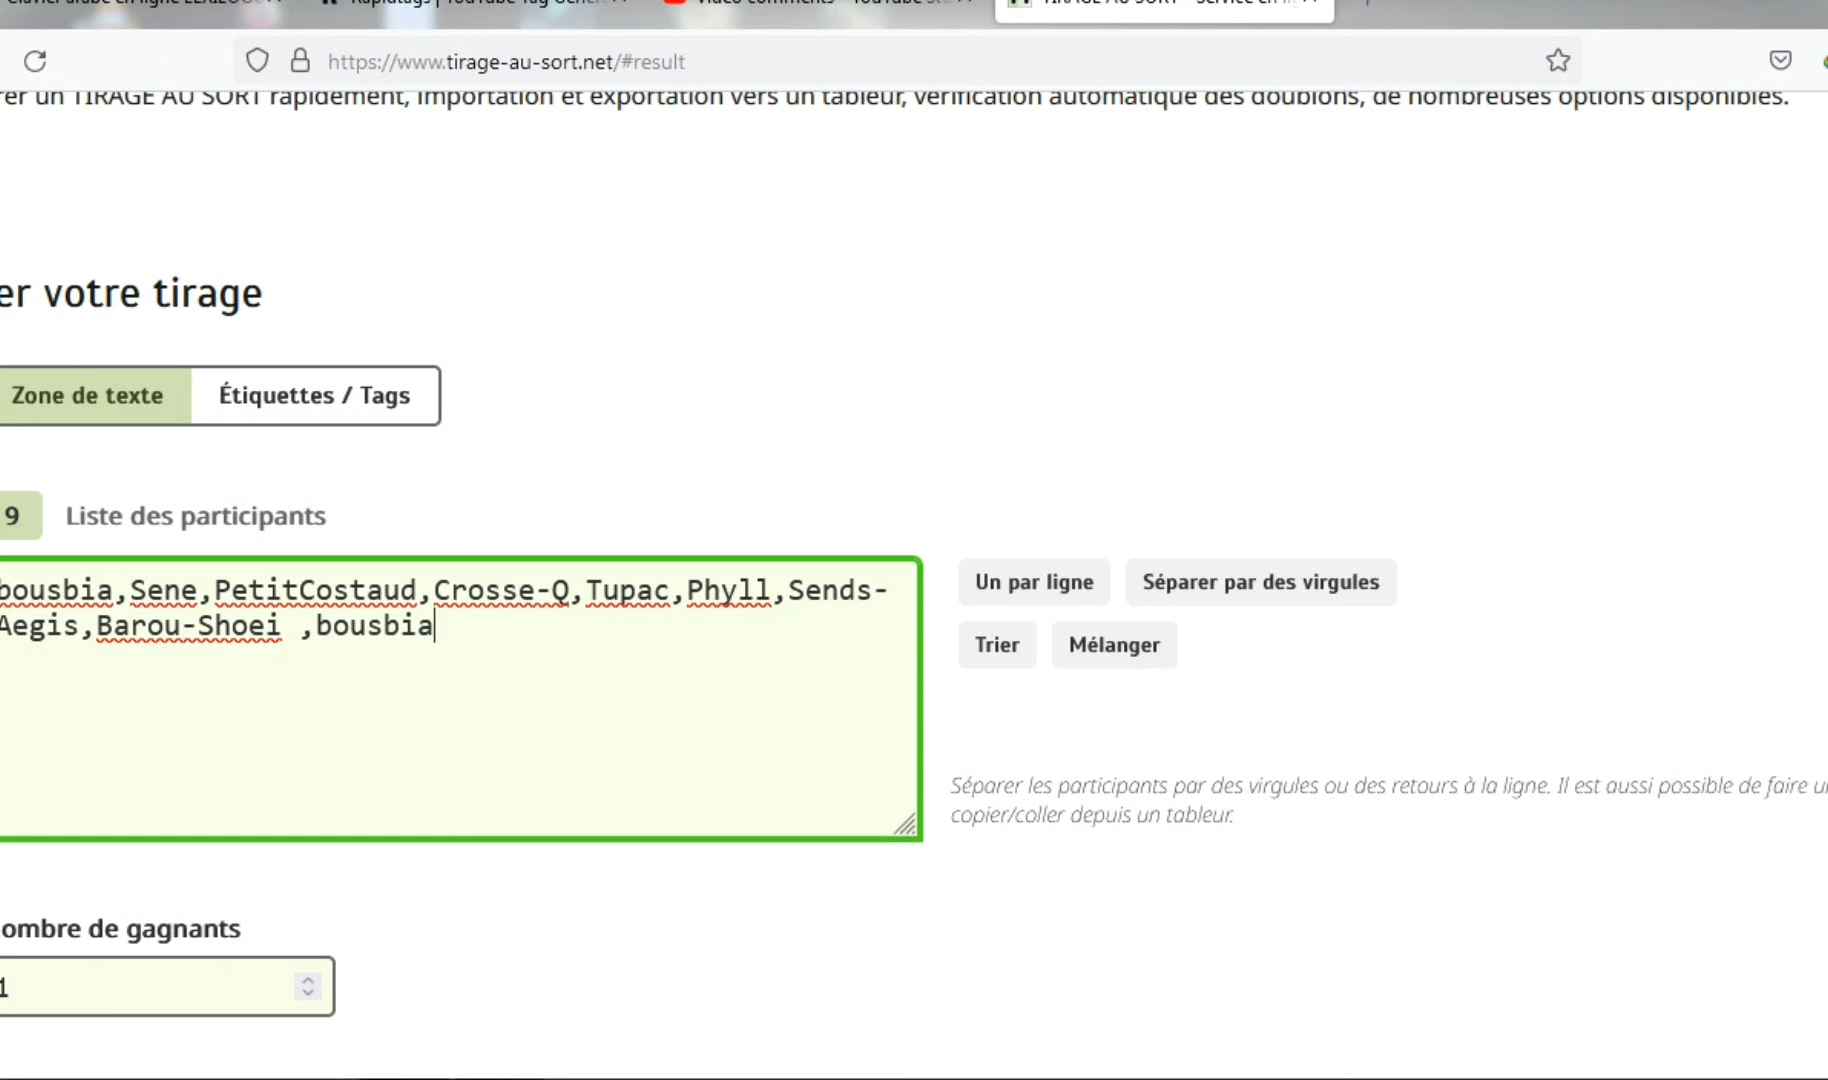 https://www.tirage-au-sort.net/#result
un TIRAGE AU SORT rapidement, importation et exportation vers un tableur, vérification automatique des doublons, de nombreuses options disponibles.
votre tirage
Zone de texte
Étiquettes / Tags
9 Liste des participants
bousbia,Sene,PetitCostaud,Crosse-Q,Tupac,Phyll,Sends-
Aegis,Barou-Shoei ,bousbia
Un par ligne
Séparer par des virgules
Trier
Mélanger
Séparer les participants par des virgules ou des retours à la ligne. Il est aussi possible de faire
copier/coller depuis un tableur.
ombre de gagnants
1